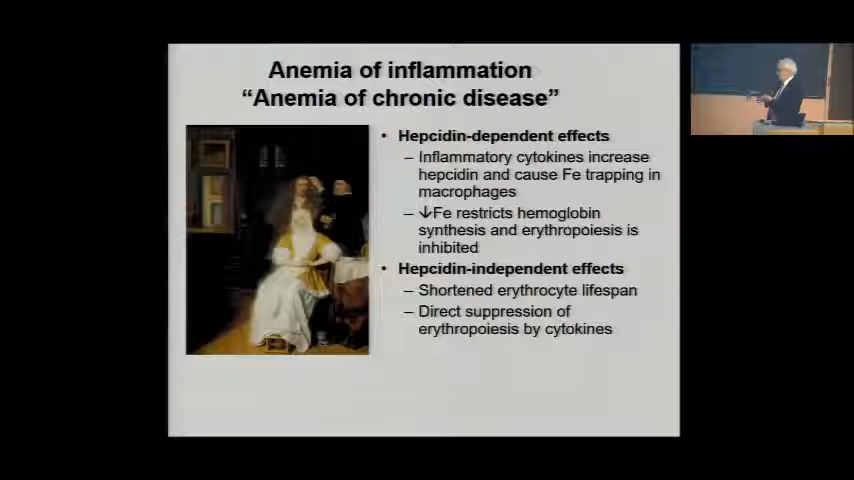 Anemia of inflammation
“Anemia of chronic disease”
• Hepcidin-dependent effects
– Inflammatory cytokines increase
hepcidin and cause Fe trapping in
macrophages
– ↓Fe restricts hemoglobin
synthesis and erythropoiesis is
inhibited
• Hepcidin-independent effects
– Shortened erythrocyte lifespan
– Direct suppression of
erythropoiesis by cytokines